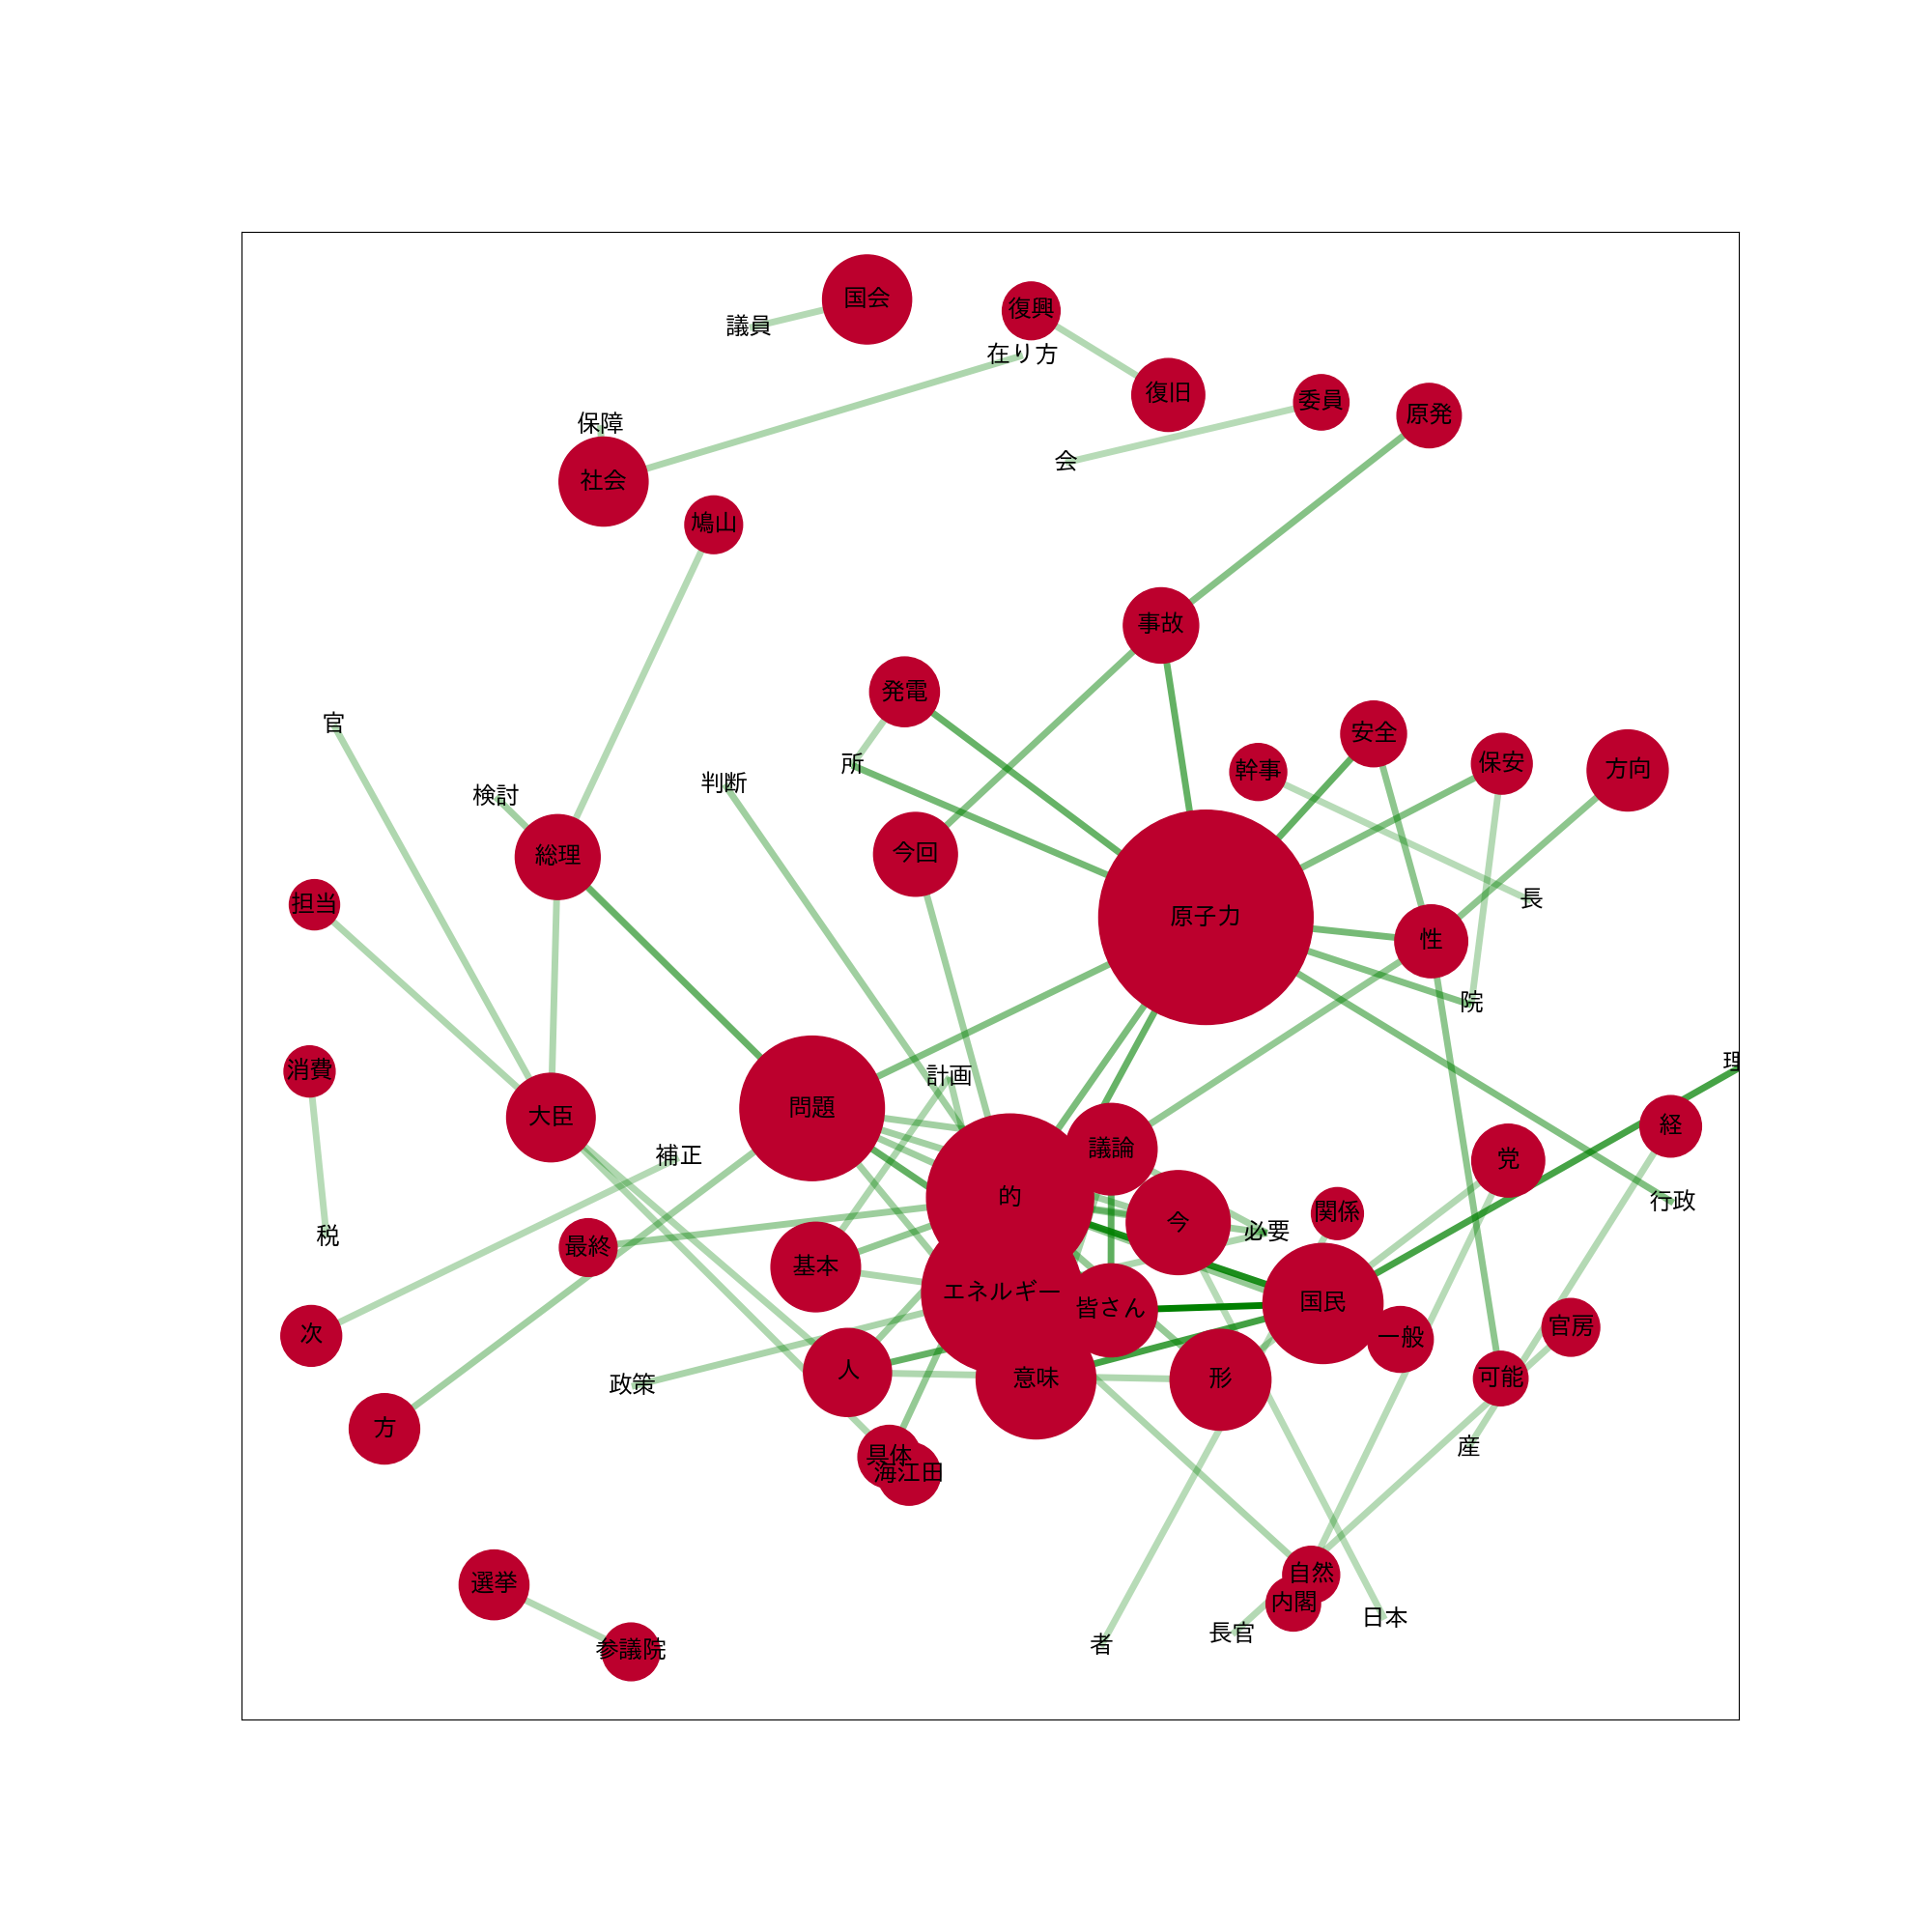 国会
復興
議員
在り方
復旧
委員
原発
保障
会
社会
鳩山
事故
発電
官
安全
所
保安
幹事
方向
判断
検討
今回
総理
長
担当
原子力
性
院
消費
計画
問題
大臣
経
議論
補正
党
的
行政
関係
今
必要
税
最終
基本
エネルギー
国民
皆さん
官房
次
一般
人
意味
形
可能
政策
方
産
具体
海江田
自然
選挙
内閣
日本
長官
者
参議院